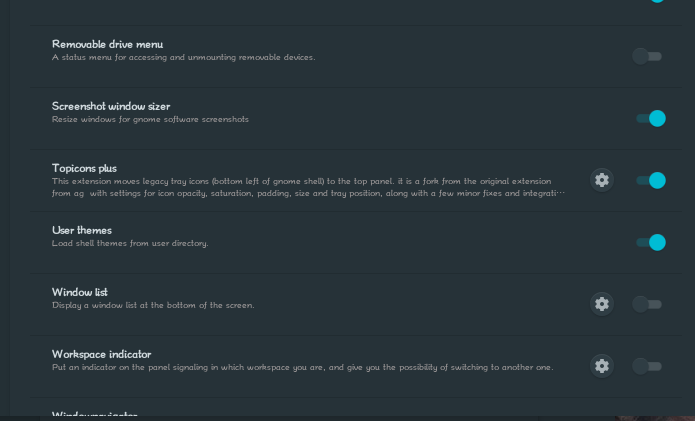 Removable drive menu
A status menu for accessing and unmounting removable devices.
Screenshot window sizer
Resize windows for gnome software screenshots
Topicons plus
This extension moves legacy tray icons (bottom left of gnome shell) to the top panel. it is a fork from the original extension
from ag with settings for icon opacity, saturation, padding, size and tray position, along with a few minor fixes and integrati...
User themes
Load shell themes from user directory.
Window list
Display a window list at the bottom of the screen.
Workspace indicator
Put an indicator on the panel signaling in which workspace you are, and give you the possibility of switching to another one.
Windownavigator